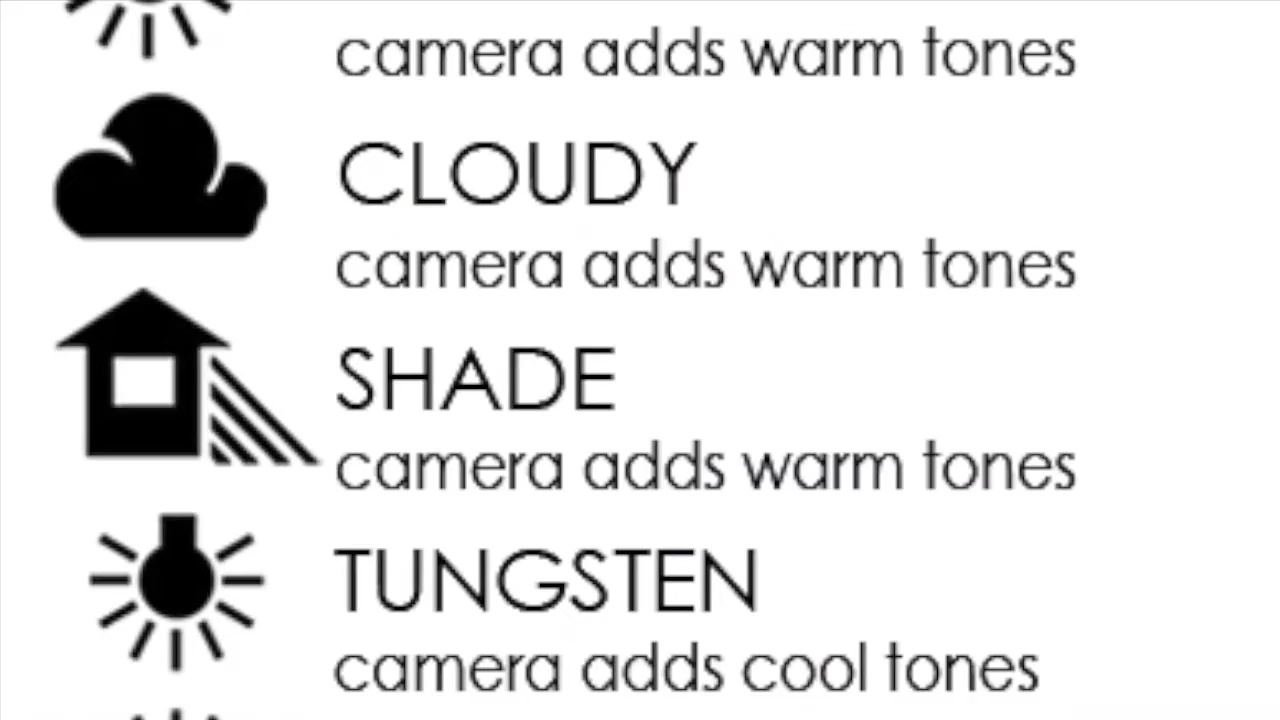 camera adds warm tones
CLOUDY
camera adds warm tones
SHADE
camera adds warm tones
TUNGSTEN
camera adds cool tones